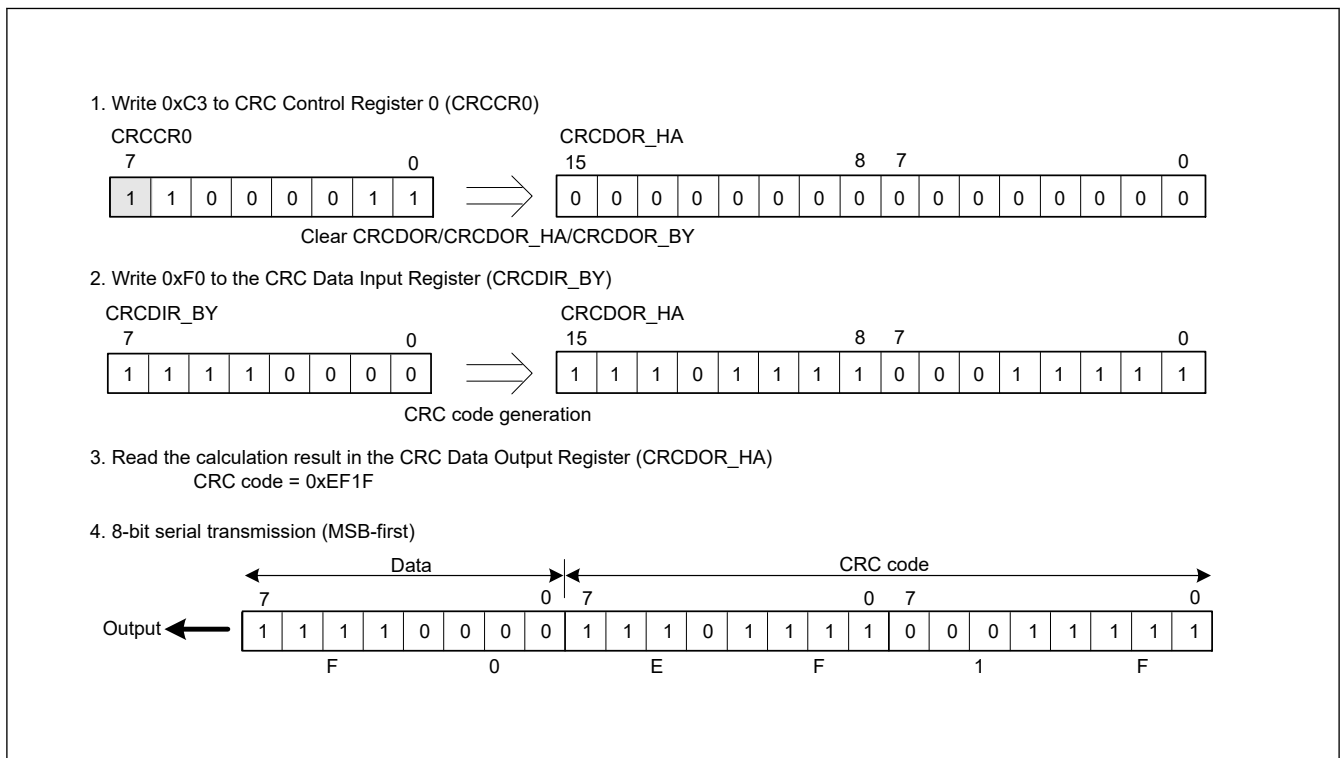 1. Write 0xC3 to CRC Control Register 0 (CRCCR0)
CRCCR0 CRCDOR_HA
7 0 15 8 7 0
1 1 0 0 0 0 1 1 0 0 0 0 0 0 0 0 0 0 0 0 0 0 0 0
Clear CRCDOR/CRCDOR_HA/CRCDOR_BY
2. Write 0xF0 to the CRC Data Input Register (CRCDIR_BY)
CRCDIR_BY CRCDOR_HA
7 0 15 8 7 0
1 1 1 1 0 0 0 0 1 1 1 0 1 1 1 1 0 0 0 1 1 1 1 1
CRC code generation
3. Read the calculation result in the CRC Data Output Register (CRCDOR_HA)
CRC code = 0xEF1F
4. 8-bit serial transmission (MSB-first)
Data CRC code
7 0 7 0 7 0
Output 1 1 1 1 0 0 0 0 1 1 1 0 1 1 1 1 0 0 0 1 1 1 1 1
F 0 E F 1 F